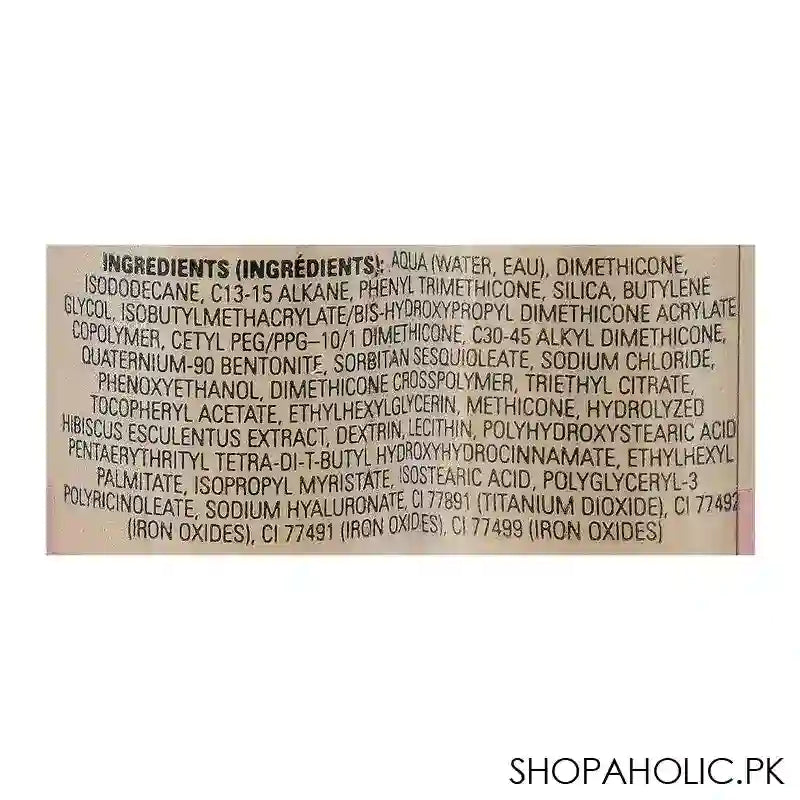 INGREDIENTS (INGRÉDIENTS): AQUA (WATER, EAU), DIMETHICONE,
ISODODECANE, C13-15 ALKANE, PHENYL TRIMETHICONE, SILICA, BUTYLENE
GLYCOL, ISOBUTYLMETHACRYLATE/BIS-HYDROXYPROPYL DIMETHICONE ACRYLATE
COPOLYMER, CETYL PEG/PPG-10/1 DIMETHICONE, C30-45 ALKYL DIMETHICONE,
QUATERNIUM-90 BENTONITE, SORBITAN SESQUIOLEATE, SODIUM CHLORIDE,
PHENOXYETHANOL, DIMETHICONE CROSSPOLYMER, TRIETHYL CITRATE,
TOCOPHERYL ACETATE, ETHYLHEXYLGLYCERIN, METHICONE, HYDROLYZED
HIBISCUS ESCULENTUS EXTRACT, DEXTRIN, LECITHIN, POLYHYDROXYSTEARIC ACID
PENTAERYTHRITYL TETRA-DI-T-BUTYL HYDROXYHYDROCINNAMATE, ETHYLHEXYL
PALMITATE, ISOPROPYL MYRISTATE, ISOSTEARIC ACID, POLYGLYCERYL-3
POLYRICINOLEATE, SODIUM HYALURONATE, CI 77891 (TITANIUM DIOXIDE), CI 77492
(IRON OXIDES), CI 77491 (IRON OXIDES), CI 77499 (IRON OXIDES)
SHOPAHOLIC.PK